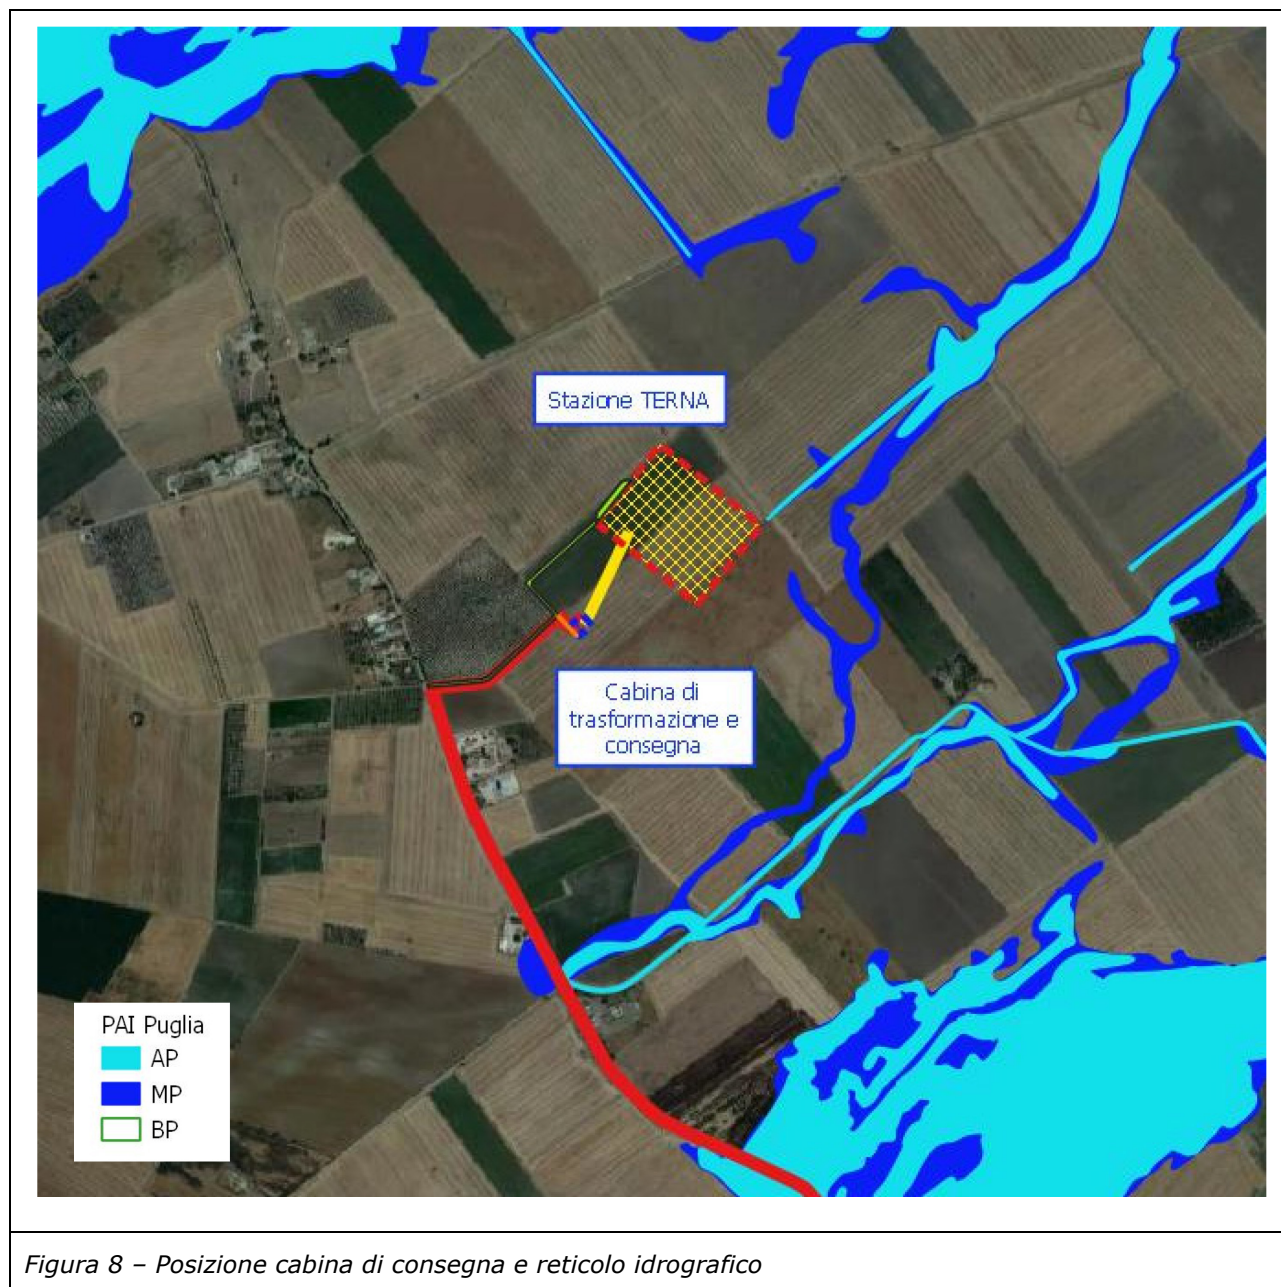 Stazione TERNA
Cabina di
trasformazione e
consegna
PAI Puglia
AP
MP
BP
Figura 8 – Posizione cabina di consegna e reticolo idrografico